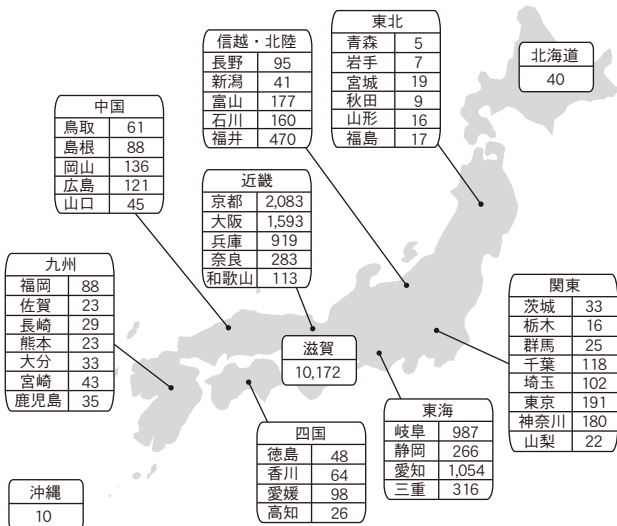 東北
青森 5
岩手 7
宮城 19
秋田 9
山形 16
福島 17
北海道
40
信越・北陸
長野 95
新潟 41
富山 177
石川 160
福井 470
中国
鳥取 61
島根 88
岡山 136
広島 121
山口 45
近畿
京都 2,083
大阪 1,593
兵庫 919
奈良 283
和歌山 113
九州
福岡 88
佐賀 23
長崎 29
熊本 23
大分 33
宮崎 43
鹿児島 35
滋賀
10,172
関東
茨城 33
栃木 16
群馬 25
千葉 118
埼玉 102
東京 191
神奈川 180
山梨 22
東海
岐阜 987
静岡 266
愛知 1,054
三重 316
四国
徳島 48
香川 64
愛媛 98
高知 26
沖縄
10